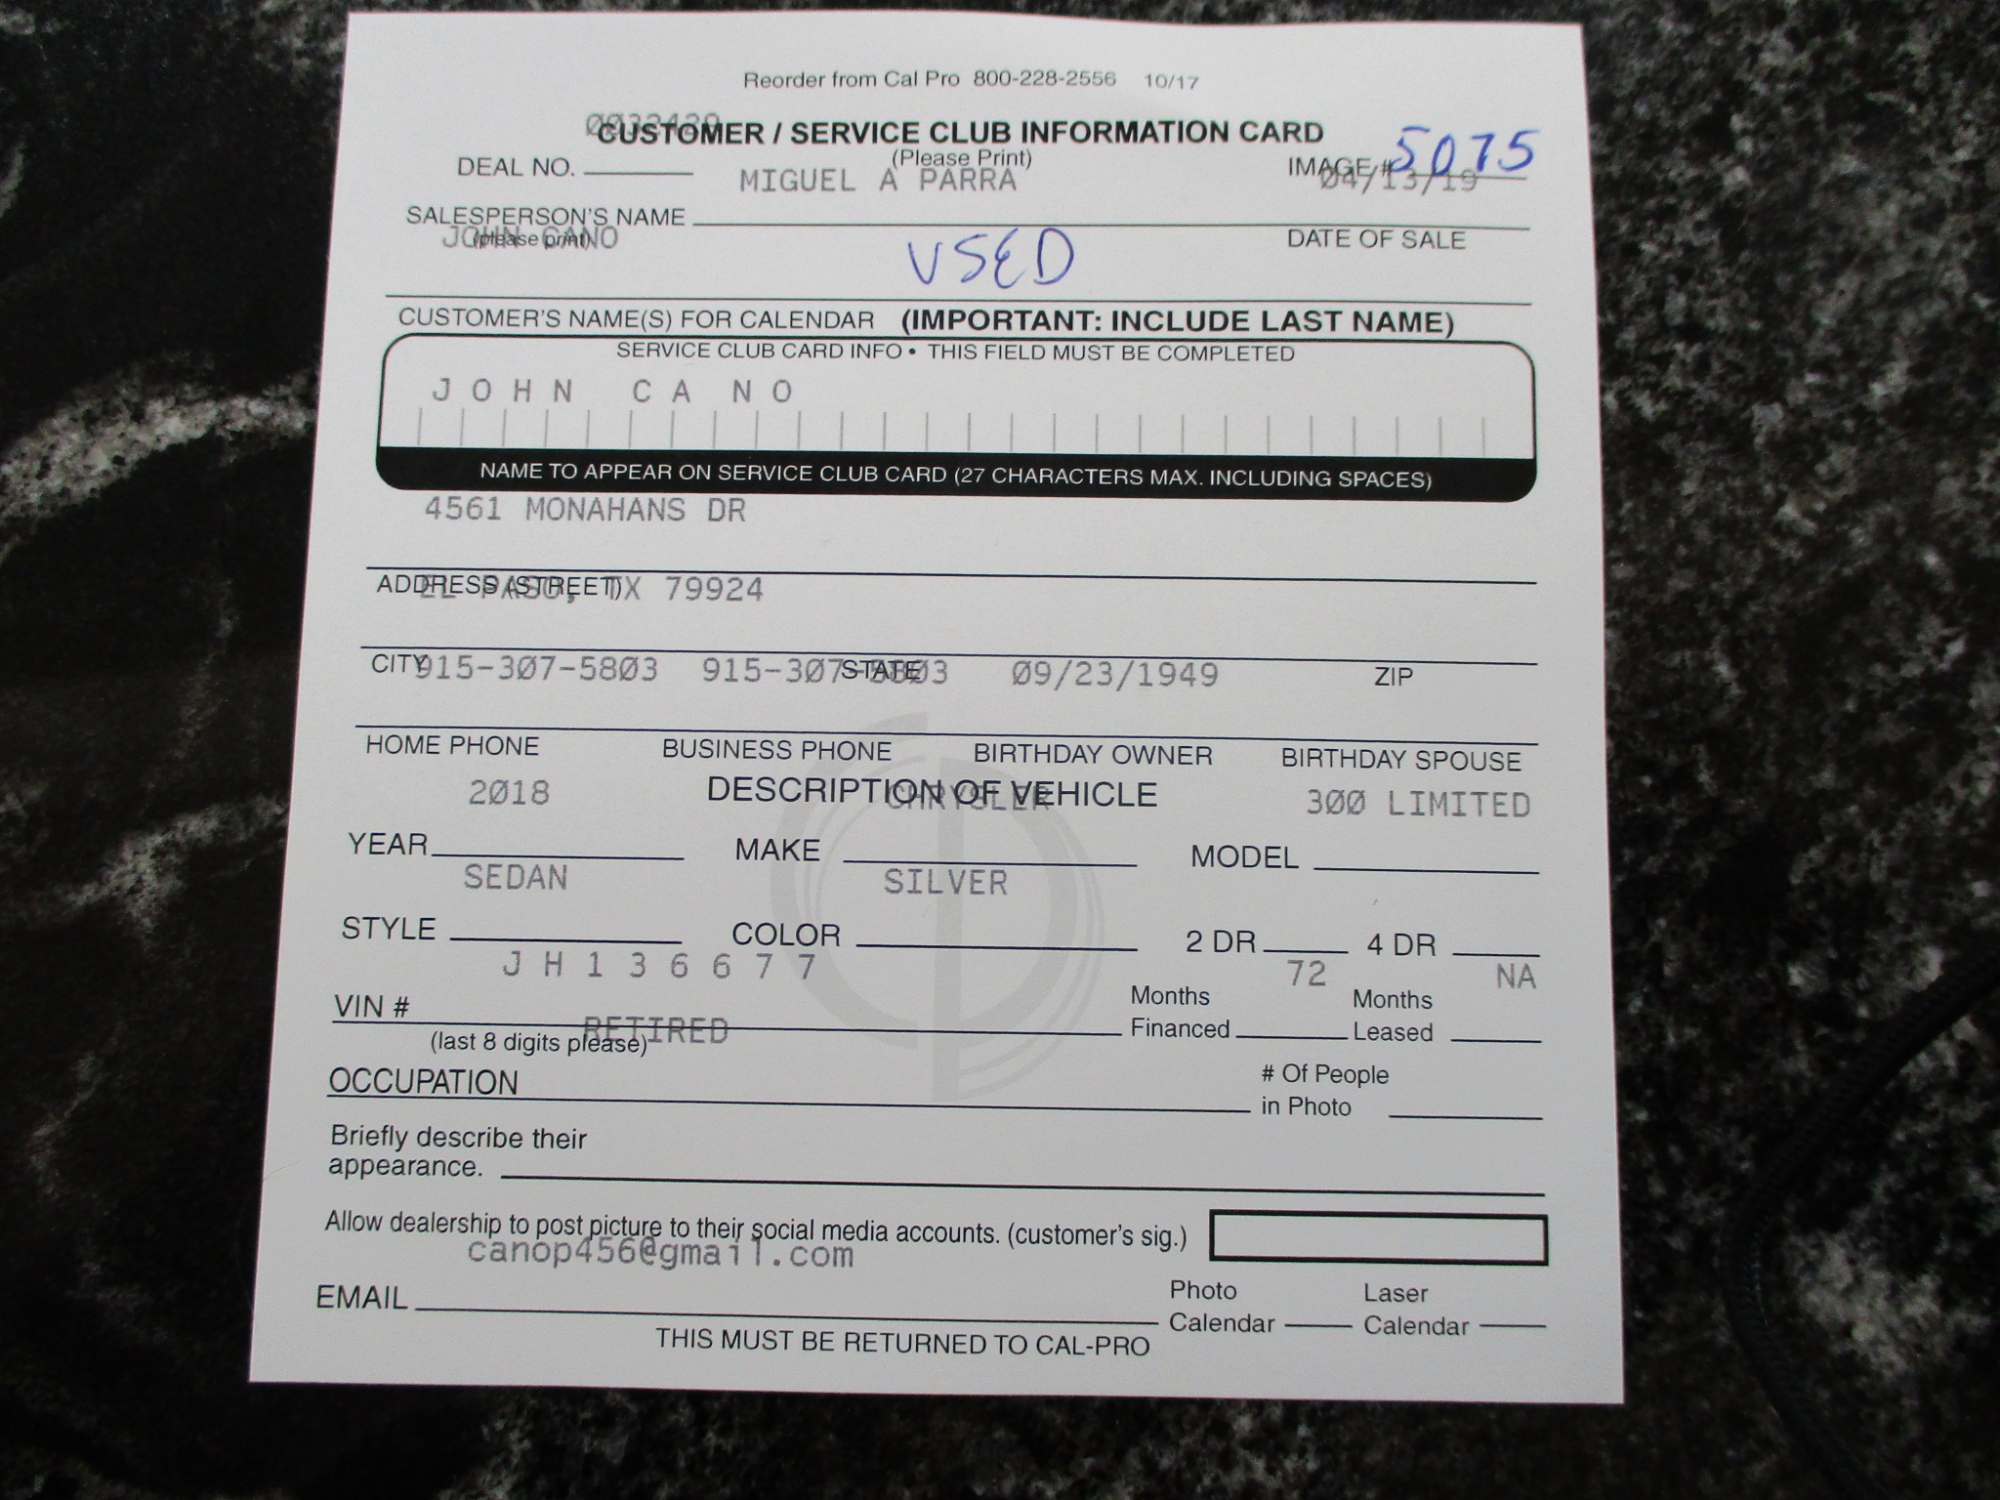 Reorder from Cal Pro 800-228-2556 10/17
CUSTOMER / SERVICE CLUB INFORMATION CARD
(Please Print)
DEAL NO. MIGUEL A PARRA IMAGE # 5075
04/13/19
SALESPERSON'S NAME
(please print) JOHN CANO USED DATE OF SALE
CUSTOMER'S NAME(S) FOR CALENDAR (IMPORTANT: INCLUDE LAST NAME)
SERVICE CLUB CARD INFO • THIS FIELD MUST BE COMPLETED
JOHN CANO
NAME TO APPEAR ON SERVICE CLUB CARD (27 CHARACTERS MAX. INCLUDING SPACES)
4561 MONAHANS DR
ADDRESS (STREET) EL PASO, TX 79924
CITY STATE ZIP
915-307-5803 915-307-5803 09/23/1949
HOME PHONE BUSINESS PHONE BIRTHDAY OWNER BIRTHDAY SPOUSE
DESCRIPTION OF VEHICLE
2018 CHRYSLER 300 LIMITED
YEAR MAKE MODEL
SEDAN SILVER
STYLE COLOR 2 DR 4 DR
JH136677 72 NA
VIN # Months Financed Months Leased
(last 8 digits please) RETIRED
OCCUPATION # Of People in Photo
Briefly describe their
appearance.
Allow dealership to post picture to their social media accounts. (customer's sig.)
canop456@gmail.com
EMAIL Photo Calendar Laser Calendar
THIS MUST BE RETURNED TO CAL-PRO